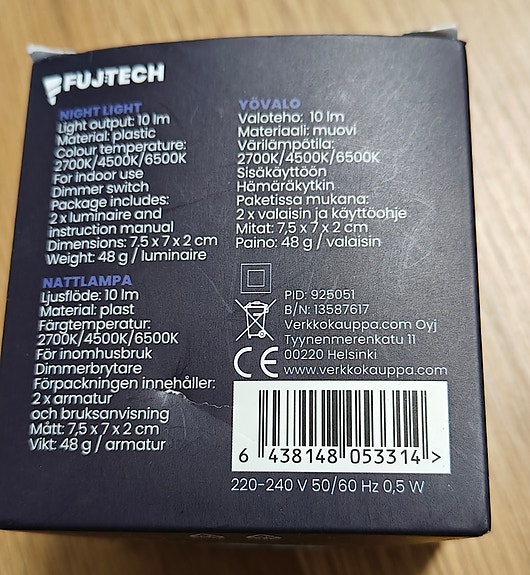 FUJ:TECH
NIGHT LIGHT
Light output: 10 lm
Material: plastic
Colour temperature:
2700K/4500K/6500K
For indoor use
Dimmer switch
Package includes:
2 x luminaire and
instruction manual
Dimensions: 7,5 x 7 x 2 cm
Weight: 48 g / luminaire
NATTLAMPA
Ljusflöde: 10 lm
Material: plast
Färgtemperatur:
2700K/4500K/6500K
För inomhusbruk
Dimmerbrytare
Förpackningen innehåller:
2 x armatur
och bruksanvisning
Mått: 7,5 x 7 x 2 cm
Vikt: 48 g / armatur
YÖVALO
Valoteho: 10 lm
Materiaali: muovi
Värilämpötila:
2700K/4500K/6500K
Sisäkäyttöön
Hämäräkytkin
Paketissa mukana:
2 x valaisin ja käyttöohje
Mitat: 7,5 x 7 x 2 cm
Paino: 48 g / valaisin
PID: 925051
B/N: 13587617
Verkkokauppa.com Oyj
Tyynenmerenkatu 11
00220 Helsinki
www.verkkokauppa.com
CE
6 438148 053314 >
220-240 V 50/60 Hz 0,5 W